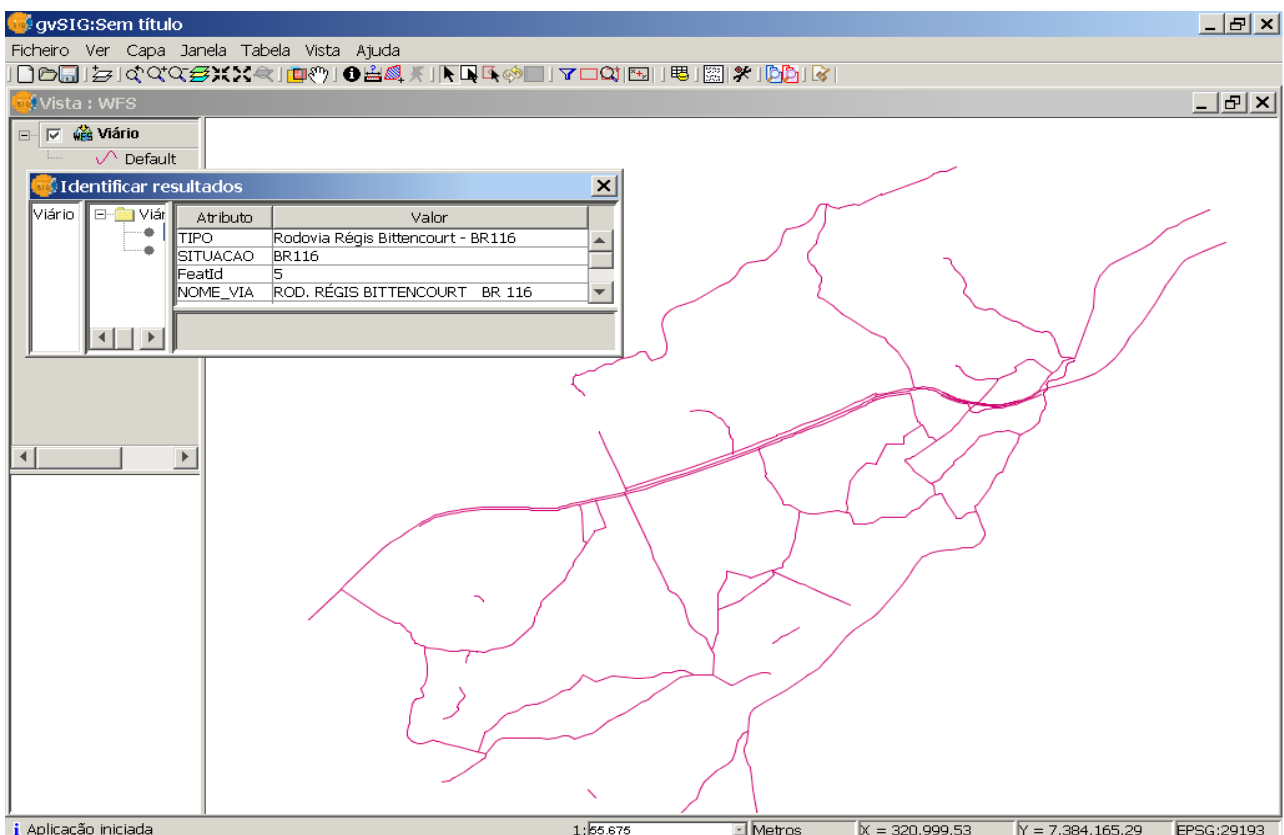 gvSIG:Sem título
Ficheiro Ver Capa Janela Tabela Vista Ajuda
Vista : WFS
Viário
Default
Identificar resultados
Viário
Viár
Atributo Valor
TIPO Rodovia Régis Bittencourt - BR116
SITUACAO BR116
FeatId 5
NOME_VIA ROD. RÉGIS BITTENCOURT BR 116
Aplicação iniciada 1:55.675 Metros X = 320.999,53 Y = 7.384.165,29 EPSG:29193